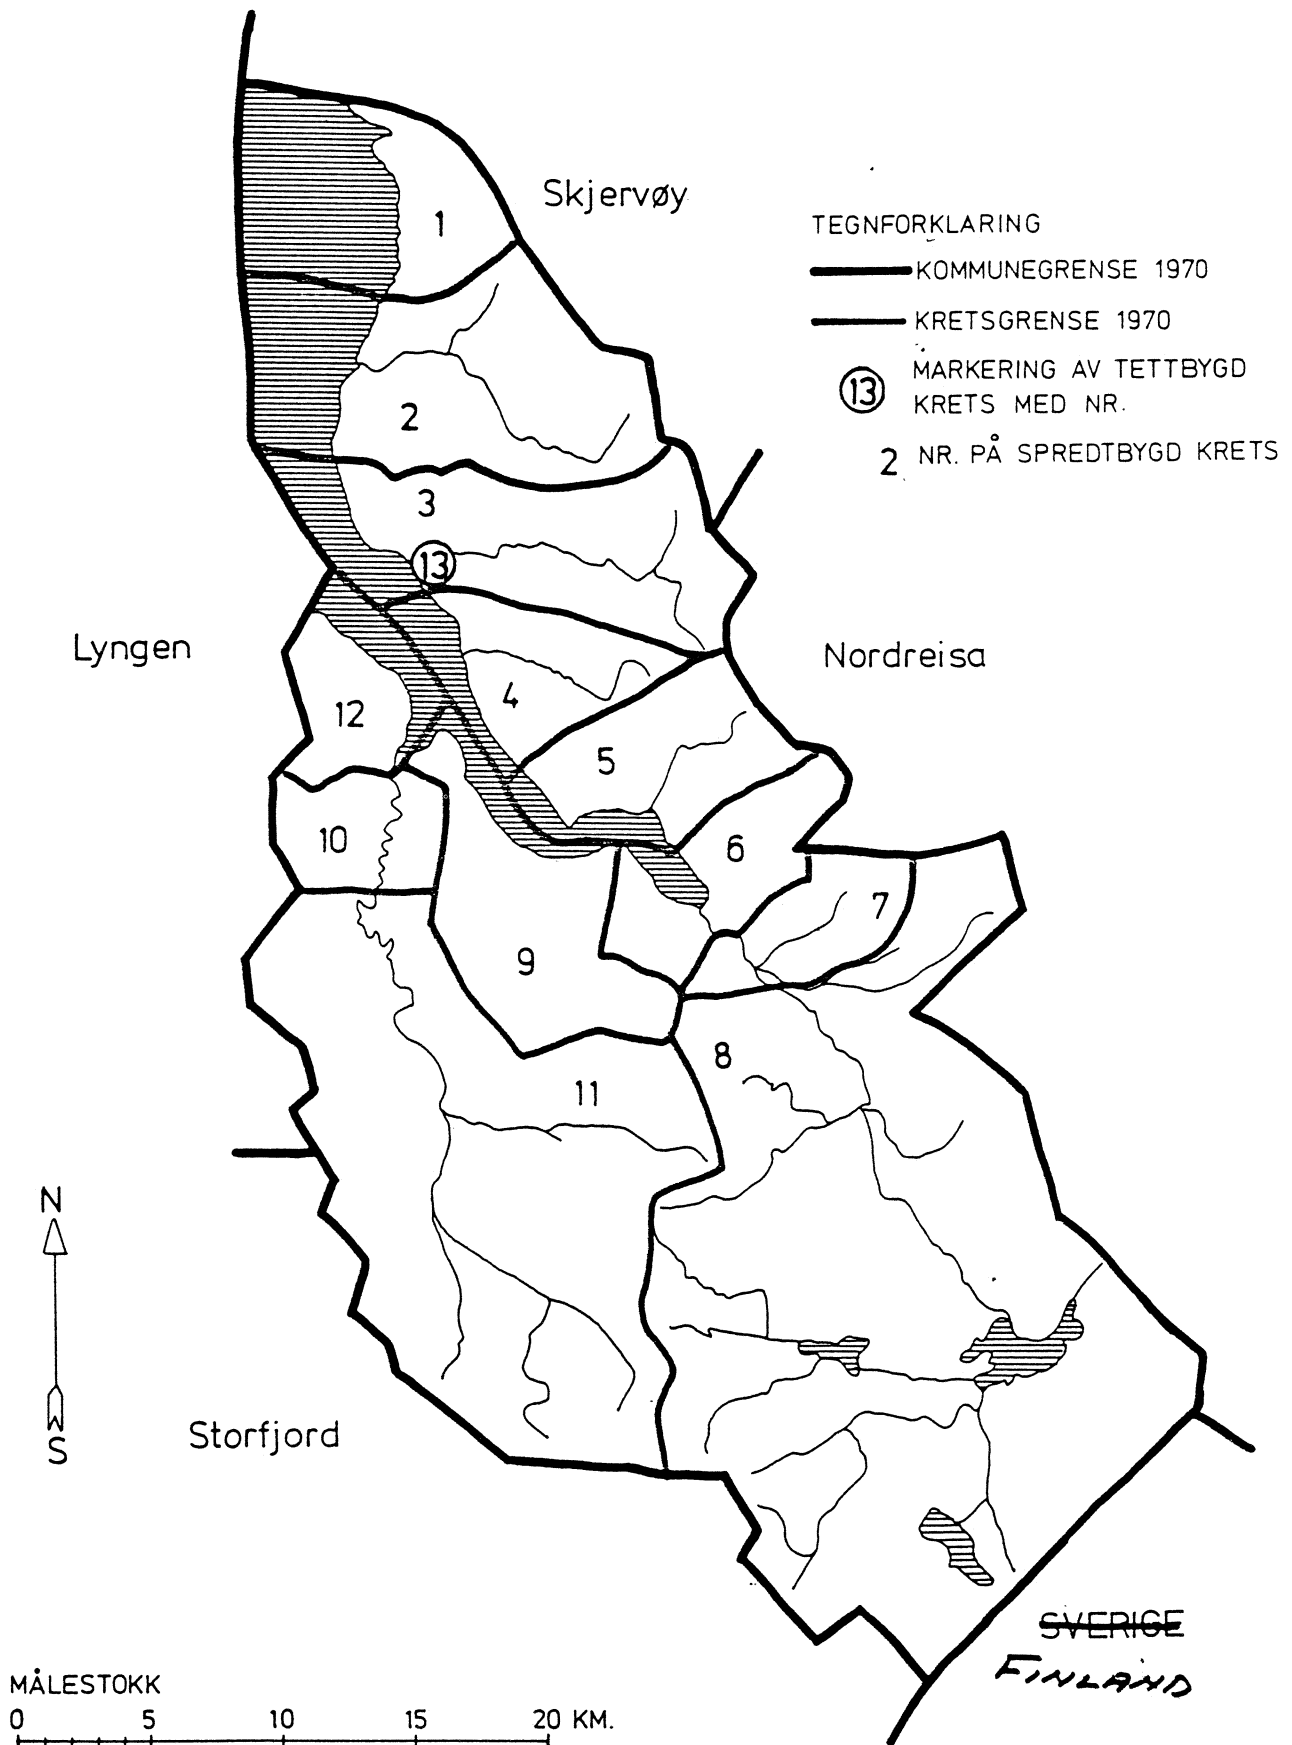 Skjervøy
1
TEGNFORKLARING
KOMMUNEGRENSE 1970
KRETSGRENSE 1970
13 MARKERING AV TETTBYGD
KRETS MED NR.
2 NR. PÅ SPREDTBYGD KRETS
2
3
13
Lyngen
Nordreisa
4
12
5
10
6
7
9
8
11
N
S
Storfjord
SVERIGE
FINLAND
MÅLESTOKK
0 5 10 15 20 KM.